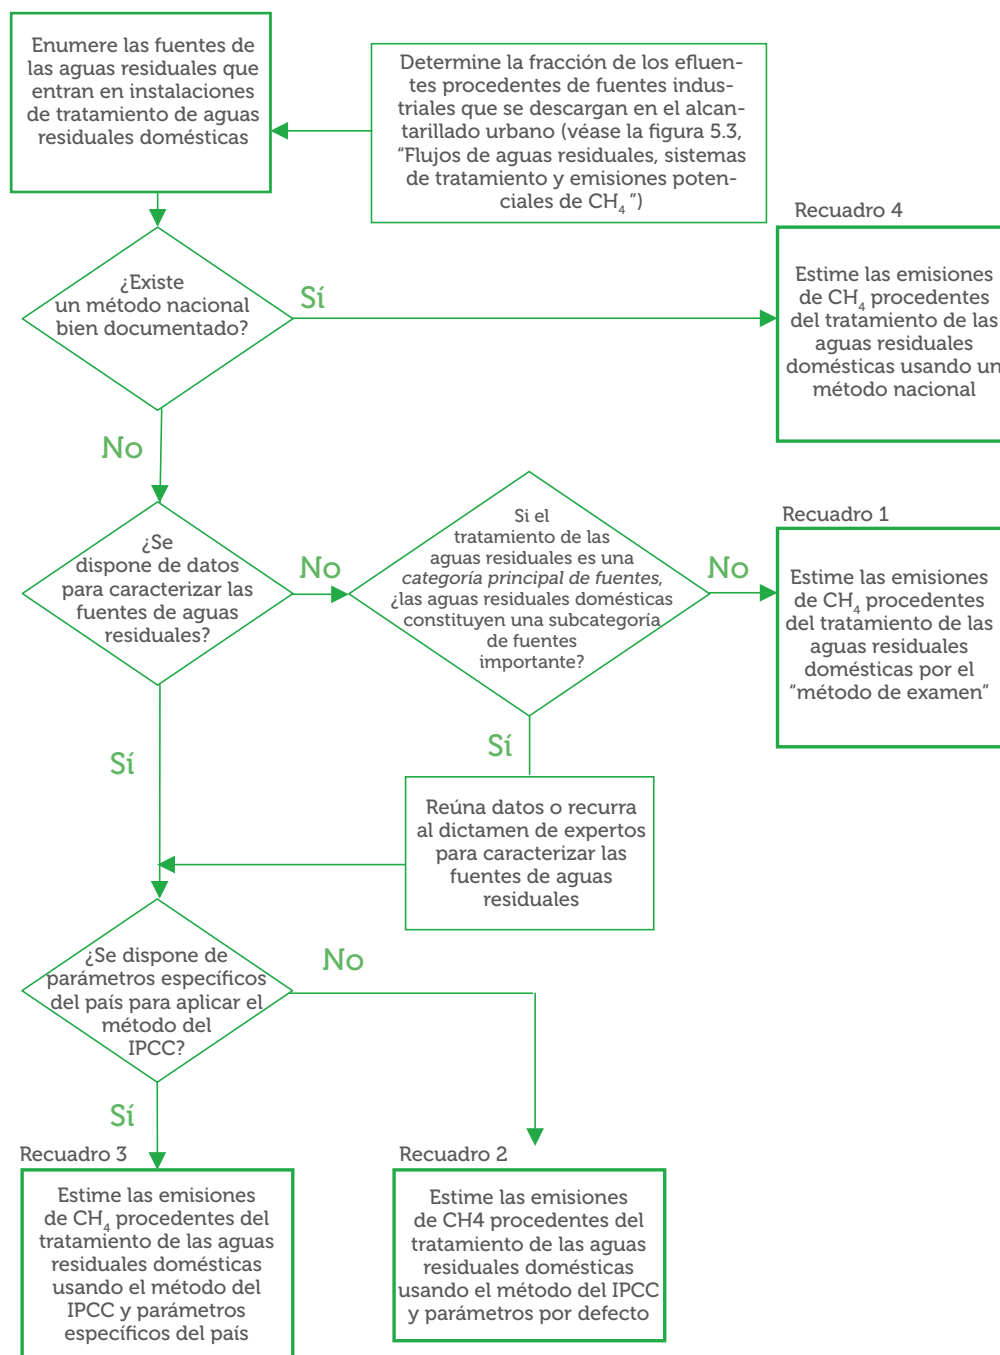 Enumere las fuentes de
las aguas residuales que
entran en instalaciones
de tratamiento de aguas
residuales domésticas
Determine la fracción de los efluen-
tes procedentes de fuentes indus-
triales que se descargan en el alcan-
tarillado urbano (véase la figura 5.3,
“Flujos de aguas residuales, sistemas
de tratamiento y emisiones poten-
ciales de CH4 ”)
¿Existe
un método nacional
bien documentado?
Sí
Recuadro 4
Estime las emisiones
de CH4 procedentes
del tratamiento de las
aguas residuales
domésticas usando un
método nacional
No
¿Se
dispone de datos
para caracterizar las
fuentes de aguas
residuales?
No
Si el
tratamiento de las
aguas residuales es una
categoría principal de fuentes,
¿las aguas residuales domésticas
constituyen una subcategoría
de fuentes
importante?
No
Recuadro 1
Estime las emisiones
de CH4 procedentes
del tratamiento de las
aguas residuales
domésticas por el
“método de examen”
Sí
Sí
Reúna datos o recurra
al dictamen de expertos
para caracterizar las
fuentes de aguas
residuales
¿Se dispone de
parámetros específicos
del país para aplicar el
método del
IPCC?
No
Sí
Recuadro 3
Estime las emisiones
de CH4 procedentes del
tratamiento de las aguas
residuales domésticas
usando el método del
IPCC y parámetros
específicos del país
Recuadro 2
Estime las emisiones
de CH4 procedentes del
tratamiento de las aguas
residuales domésticas
usando el método del IPCC
y parámetros por defecto